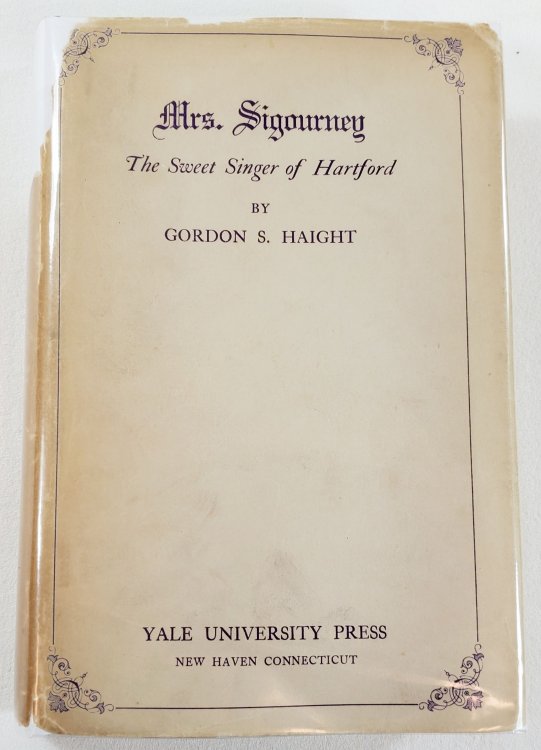 Mrs. Sigourney
The Sweet Singer of Hartford
BY
GORDON S. HAIGHT
YALE UNIVERSITY PRESS
NEW HAVEN CONNECTICUT